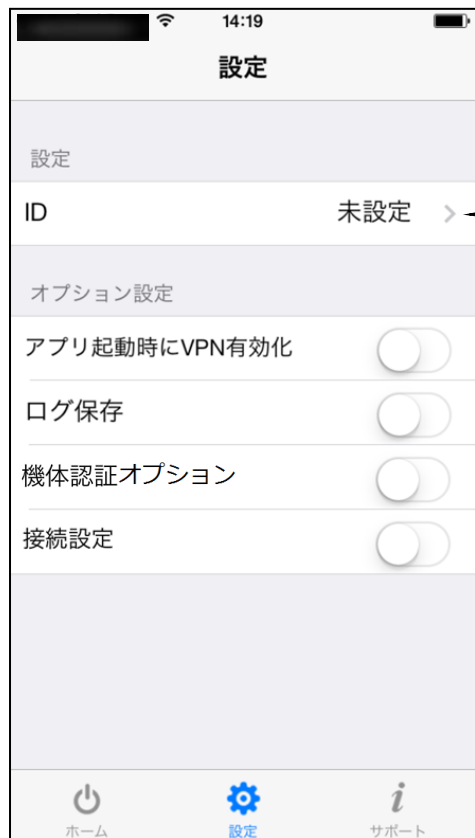 14:19
設定
設定
ID 未設定
オプション設定
アプリ起動時にVPN有効化
ログ保存
機体認証オプション
接続設定
ホーム 設定 サポート